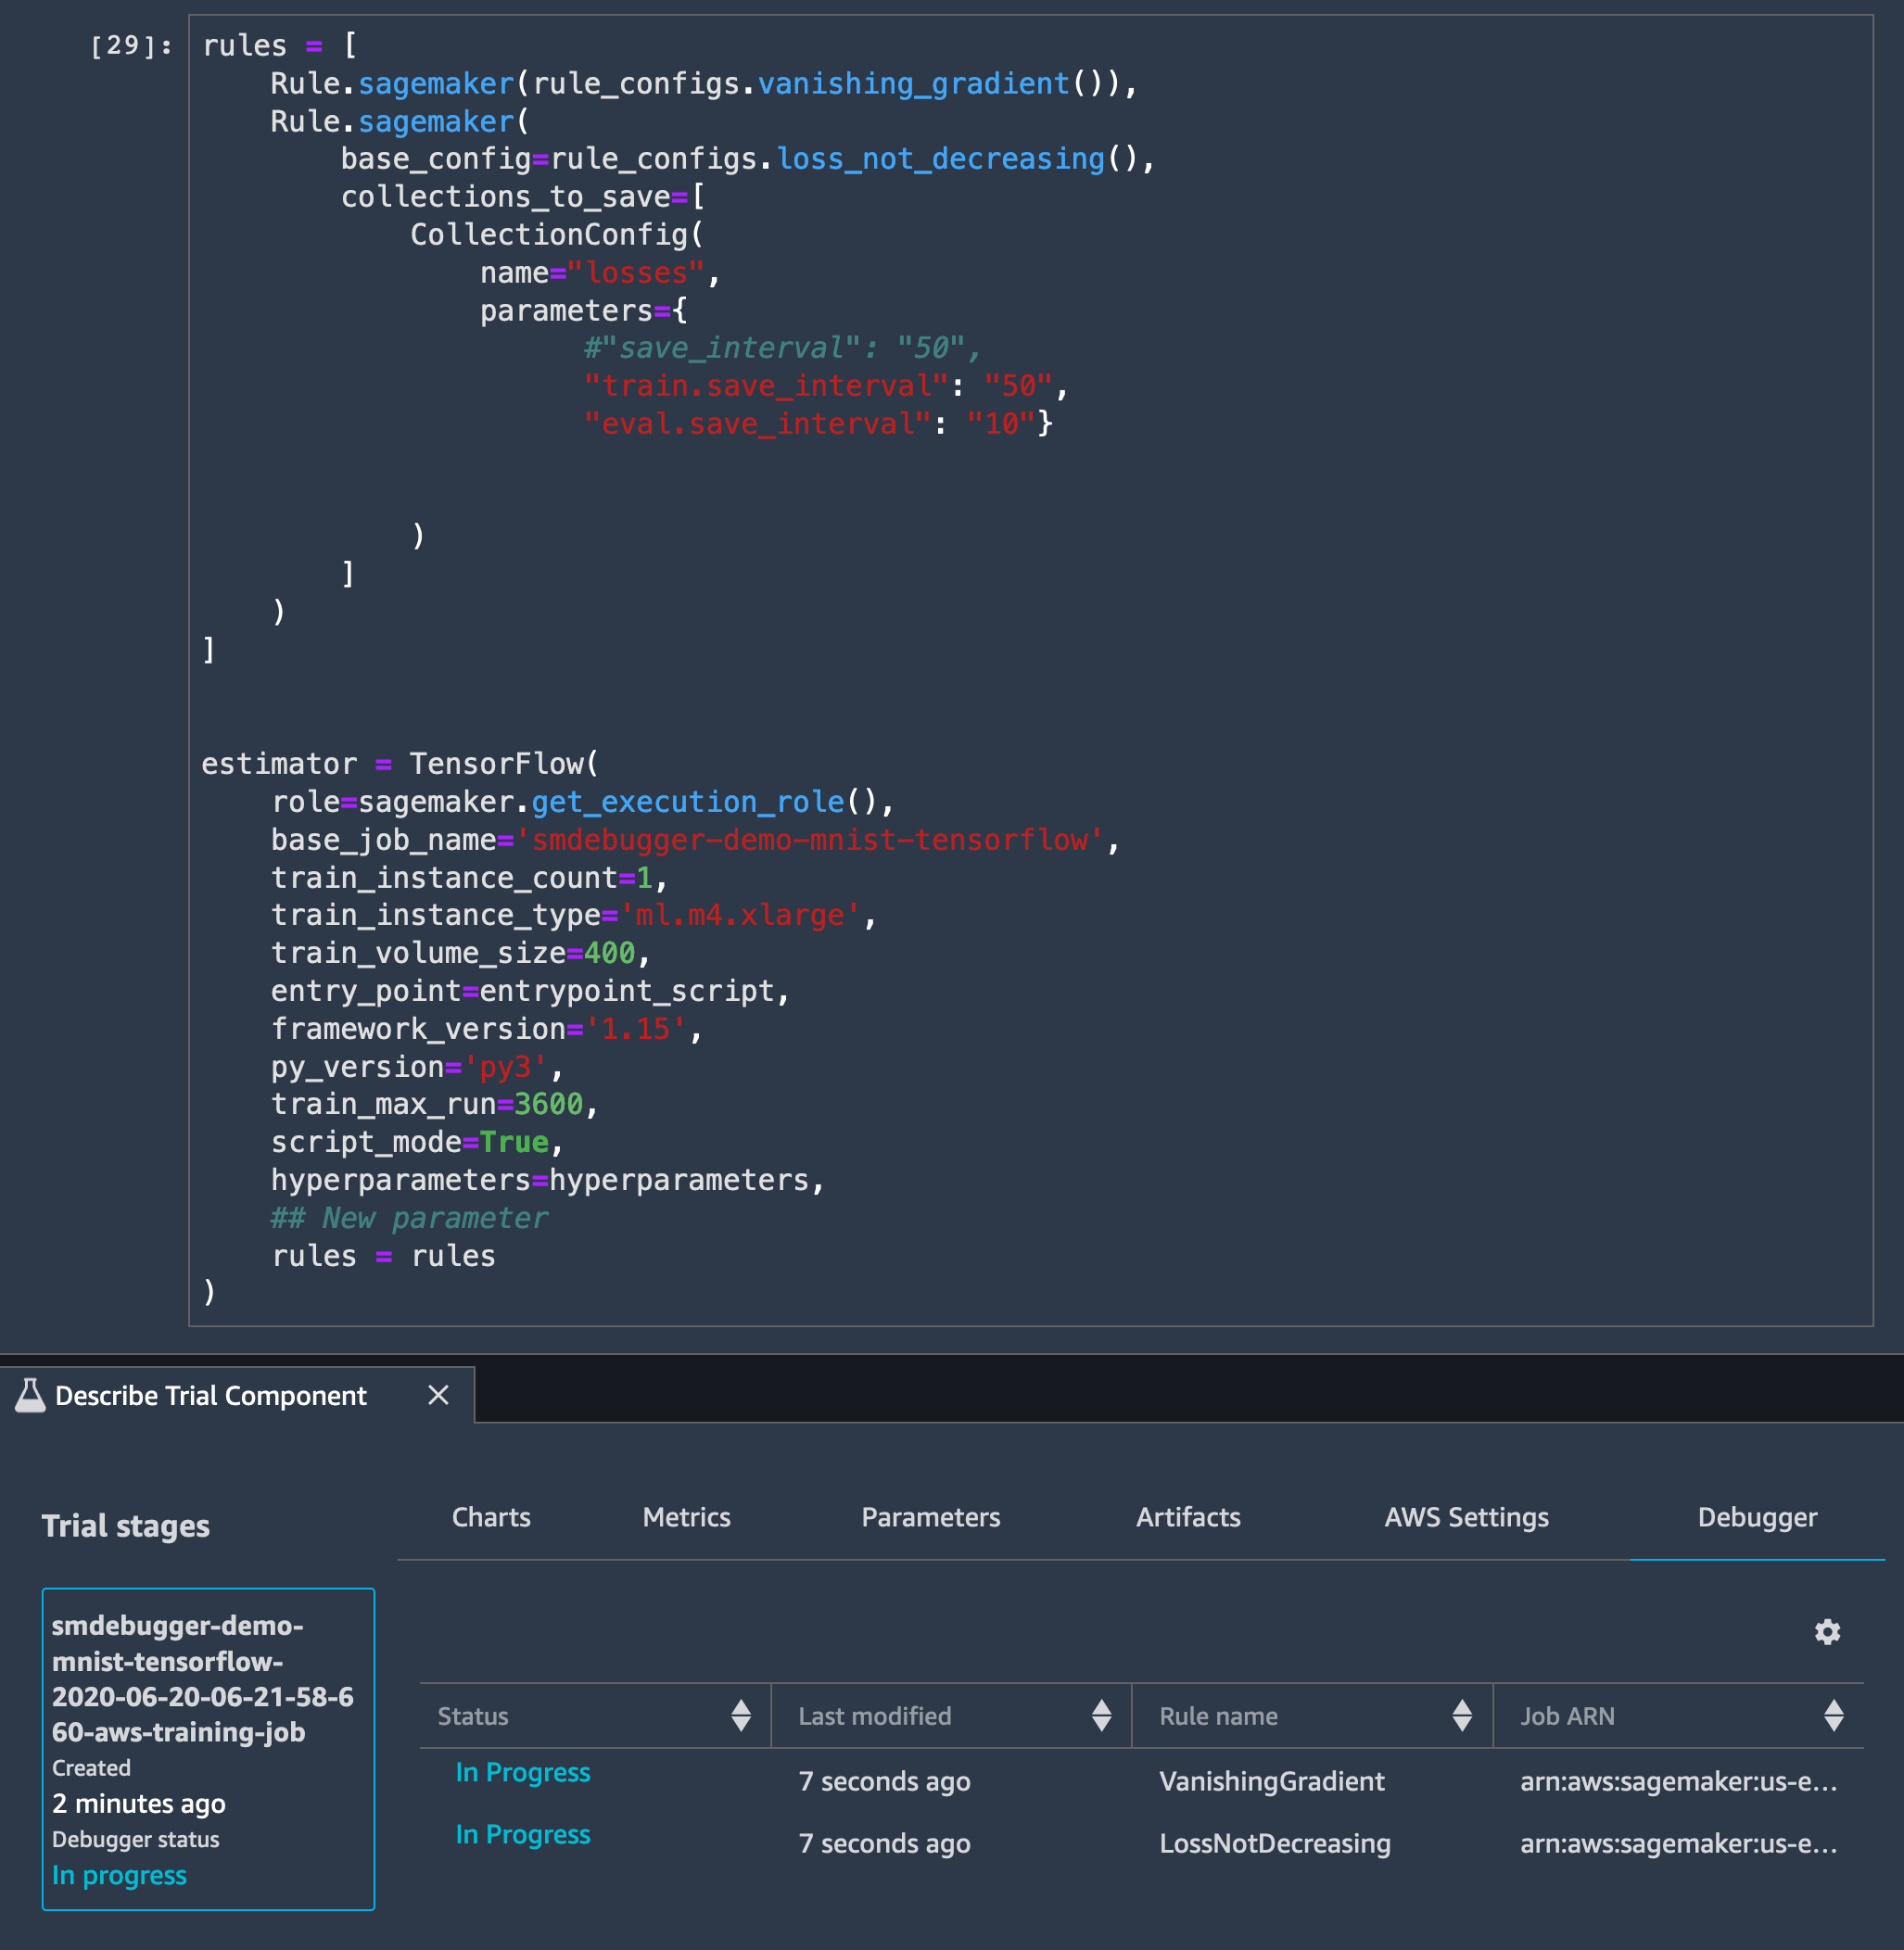 [29]:
rules = [
    Rule.sagemaker(rule_configs.vanishing_gradient()),
    Rule.sagemaker(
        base_config=rule_configs.loss_not_decreasing(),
        collections_to_save=[
            CollectionConfig(
                name="losses",
                parameters={
                      #"save_interval": "50",
                      "train.save_interval": "50",
                      "eval.save_interval": "10"}
            )
        ]
    )
]
estimator = TensorFlow(
    role=sagemaker.get_execution_role(),
    base_job_name='smdebugger-demo-mnist-tensorflow',
    train_instance_count=1,
    train_instance_type='ml.m4.xlarge',
    train_volume_size=400,
    entry_point=entrypoint_script,
    framework_version='1.15',
    py_version='py3',
    train_max_run=3600,
    script_mode=True,
    hyperparameters=hyperparameters,
    ## New parameter
    rules = rules
)
Describe Trial Component
Trial stages
smdebugger-demo-
mnist-tensorflow-
2020-06-20-06-21-58-6
60-aws-training-job
Created
2 minutes ago
Debugger status
In progress
Charts Metrics Parameters Artifacts AWS Settings Debugger
Status Last modified Rule name Job ARN
In Progress 7 seconds ago VanishingGradient arn:aws:sagemaker:us-e...
In Progress 7 seconds ago LossNotDecreasing arn:aws:sagemaker:us-e...